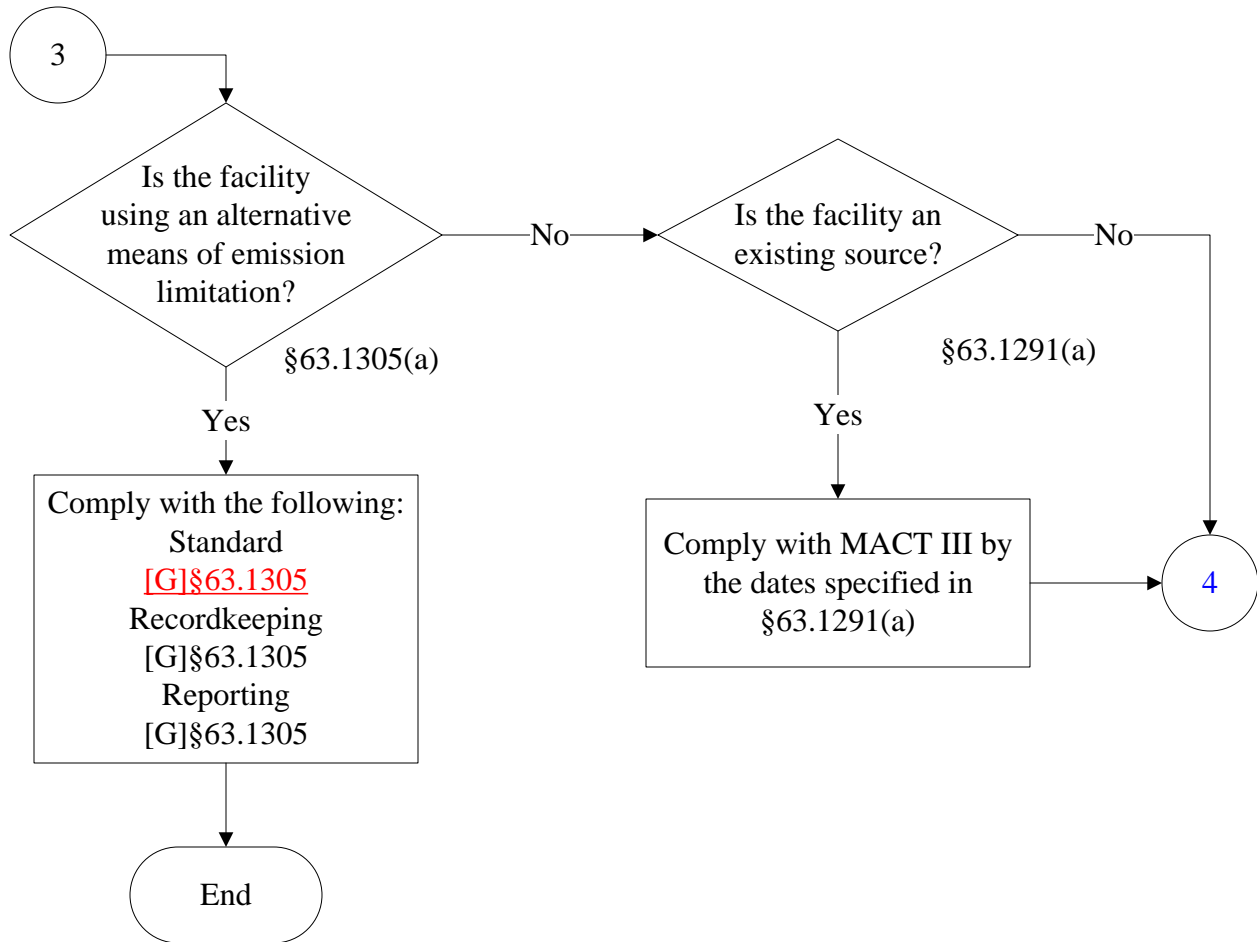 3
Is the facility
using an alternative
means of emission
limitation?
§63.1305(a)
No
Is the facility an
existing source?
§63.1291(a)
No
Yes
Comply with the following:
Standard
[G]§63.1305
Recordkeeping
[G]§63.1305
Reporting
[G]§63.1305
Yes
Comply with MACT III by
the dates specified in
§63.1291(a)
4
End